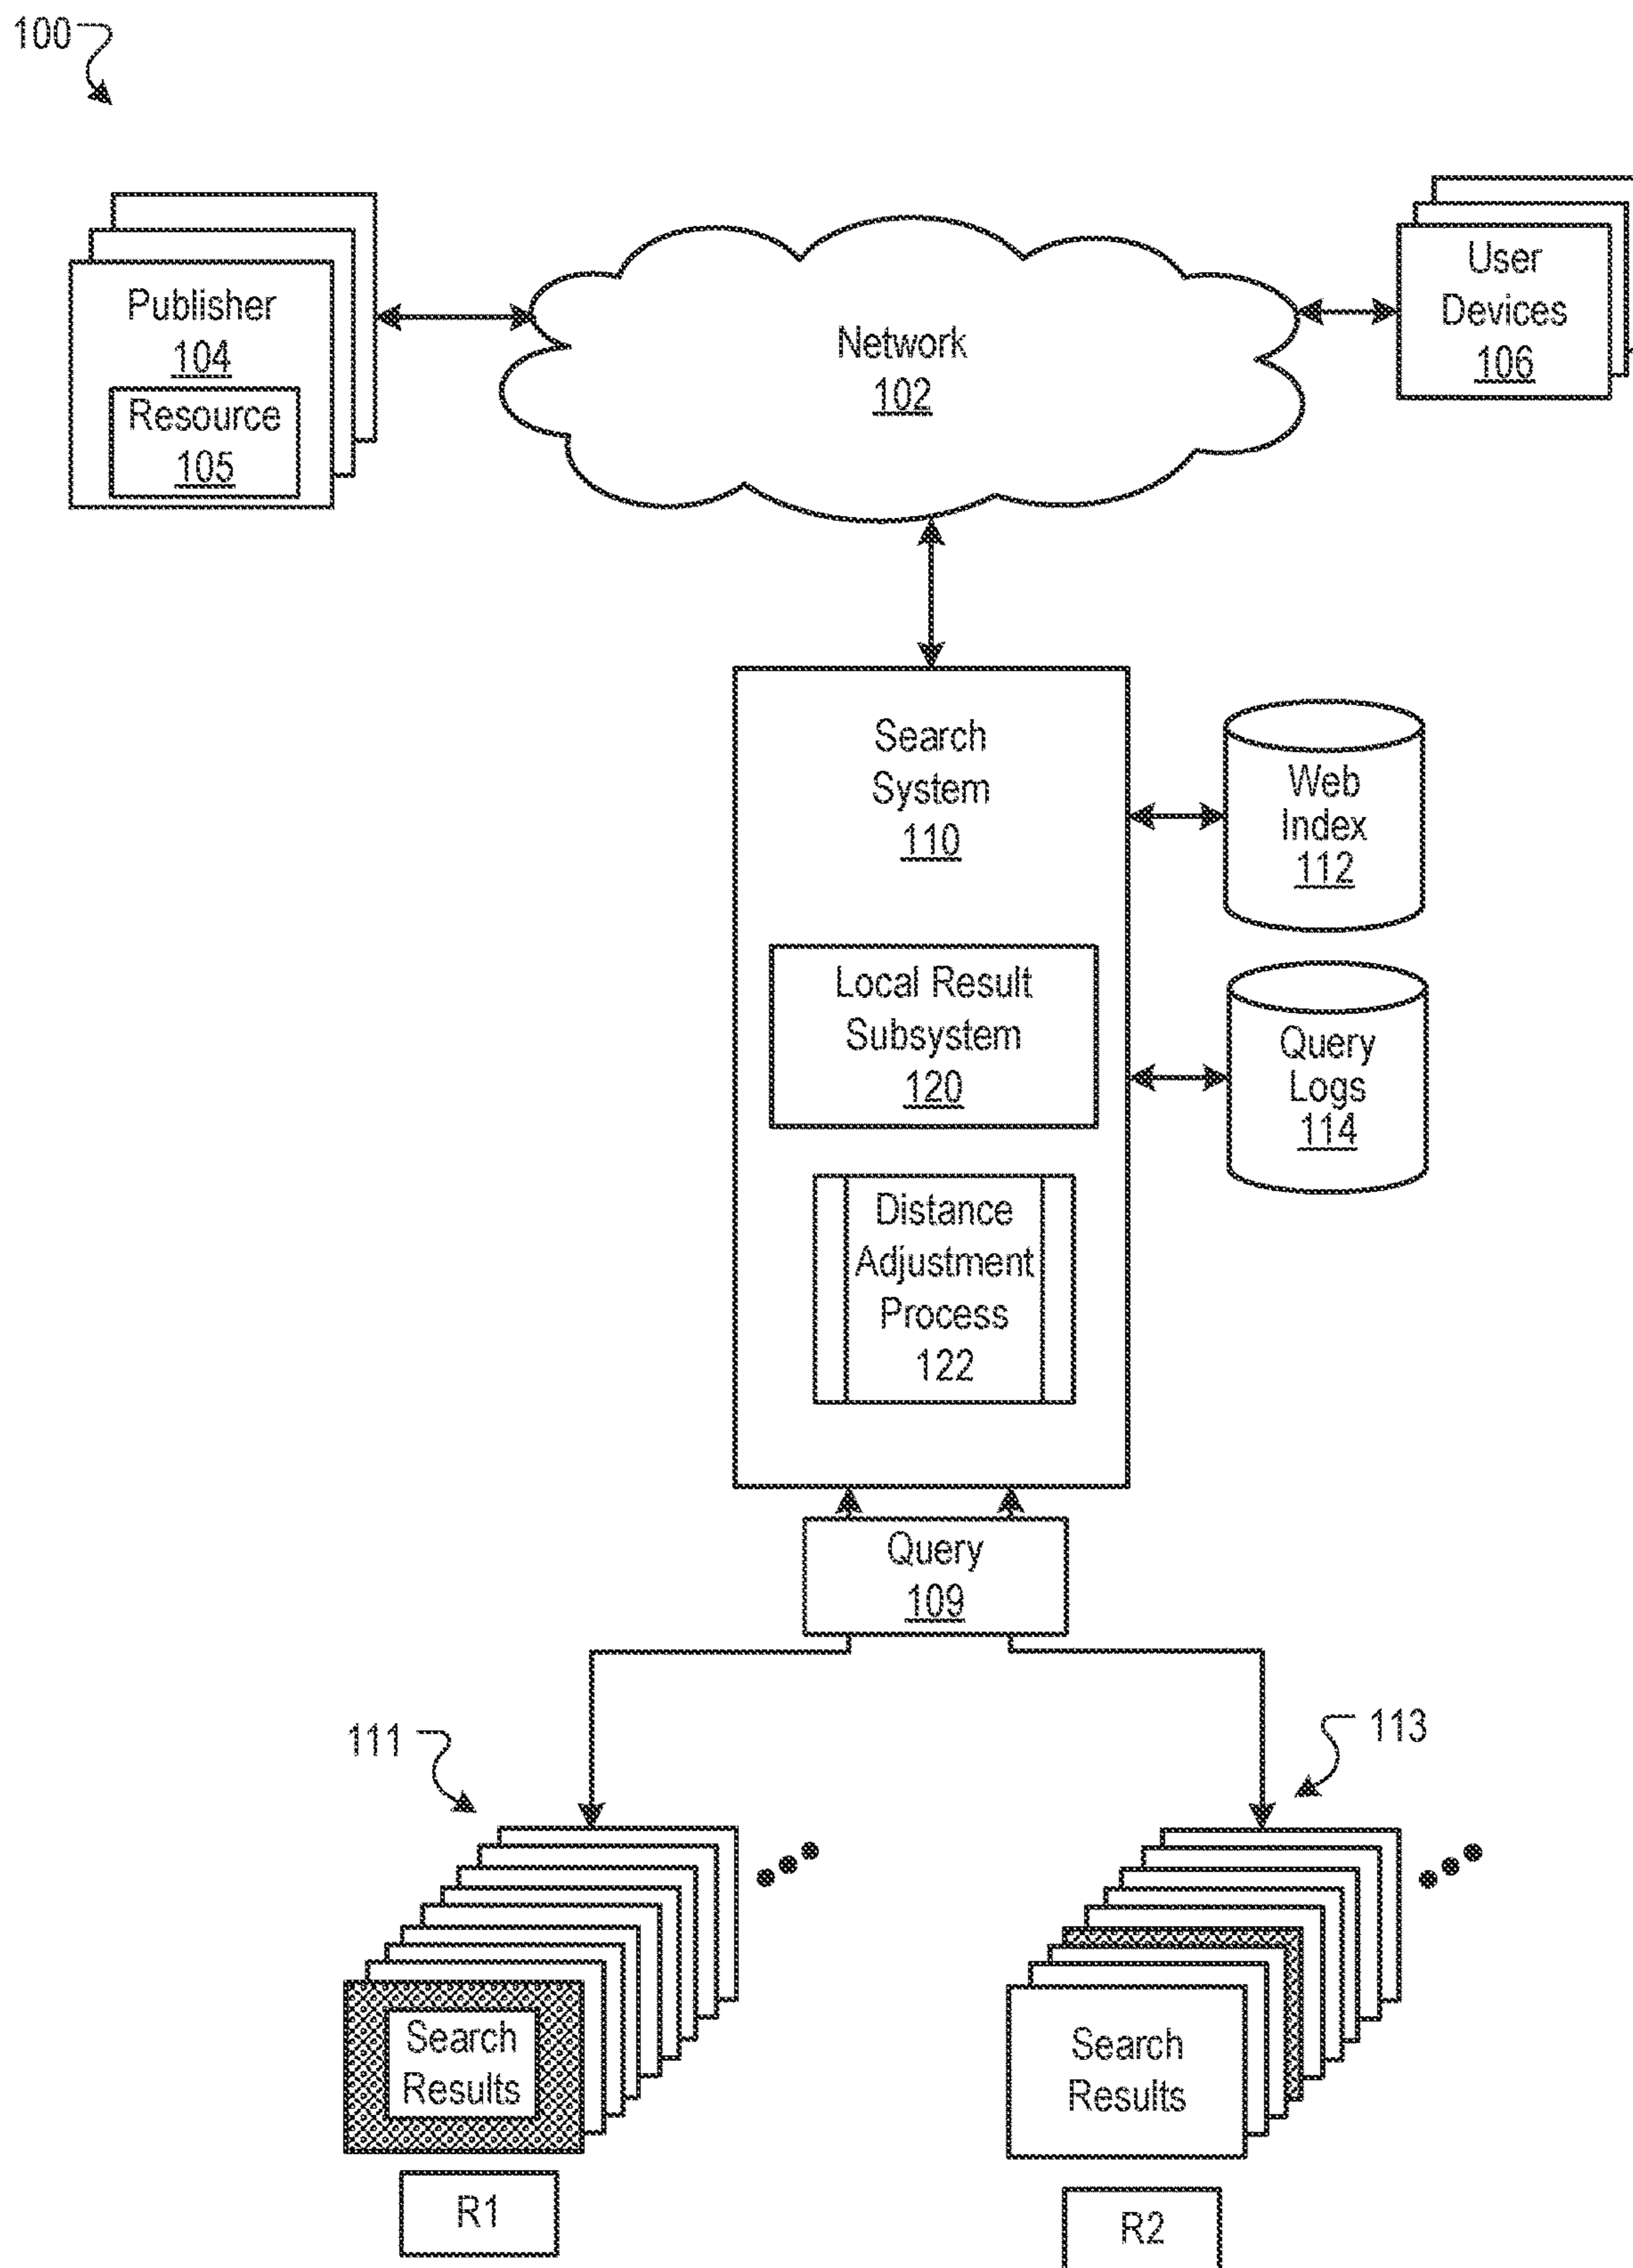 100
Publisher
104
Resource
105
Network
102
User
Devices
106
Search
System
110
Web
Index
112
Local Result
Subsystem
120
Query
Logs
114
Distance
Adjustment
Process
122
Query
109
111
113
Search
Results
Search
Results
R1
R2